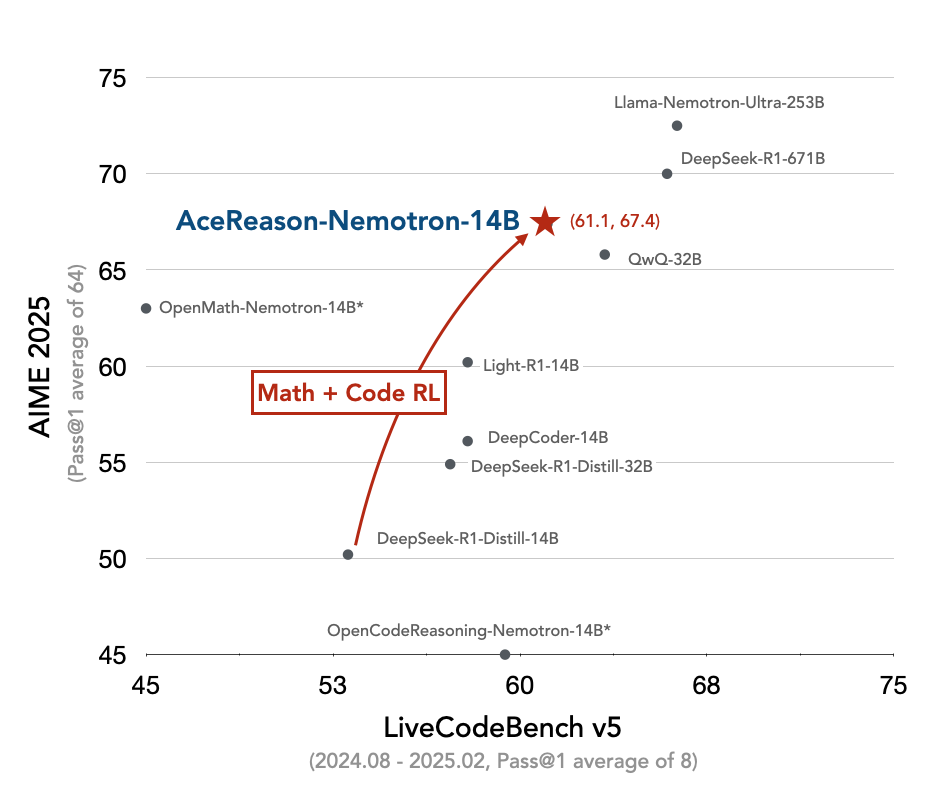 75
Llama-Nemotron-Ultra-253B
DeepSeek-R1-671B
70
AceReason-Nemotron-14B
(61.1, 67.4)
QwQ-32B
65
OpenMath-Nemotron-14B*
AIME 2025
(Pass@1 average of 64)
60
Light-R1-14B
Math + Code RL
DeepCoder-14B
55
DeepSeek-R1-Distill-32B
DeepSeek-R1-Distill-14B
50
OpenCodeReasoning-Nemotron-14B*
45
45 53 60 68 75
LiveCodeBench v5
(2024.08 - 2025.02, Pass@1 average of 8)